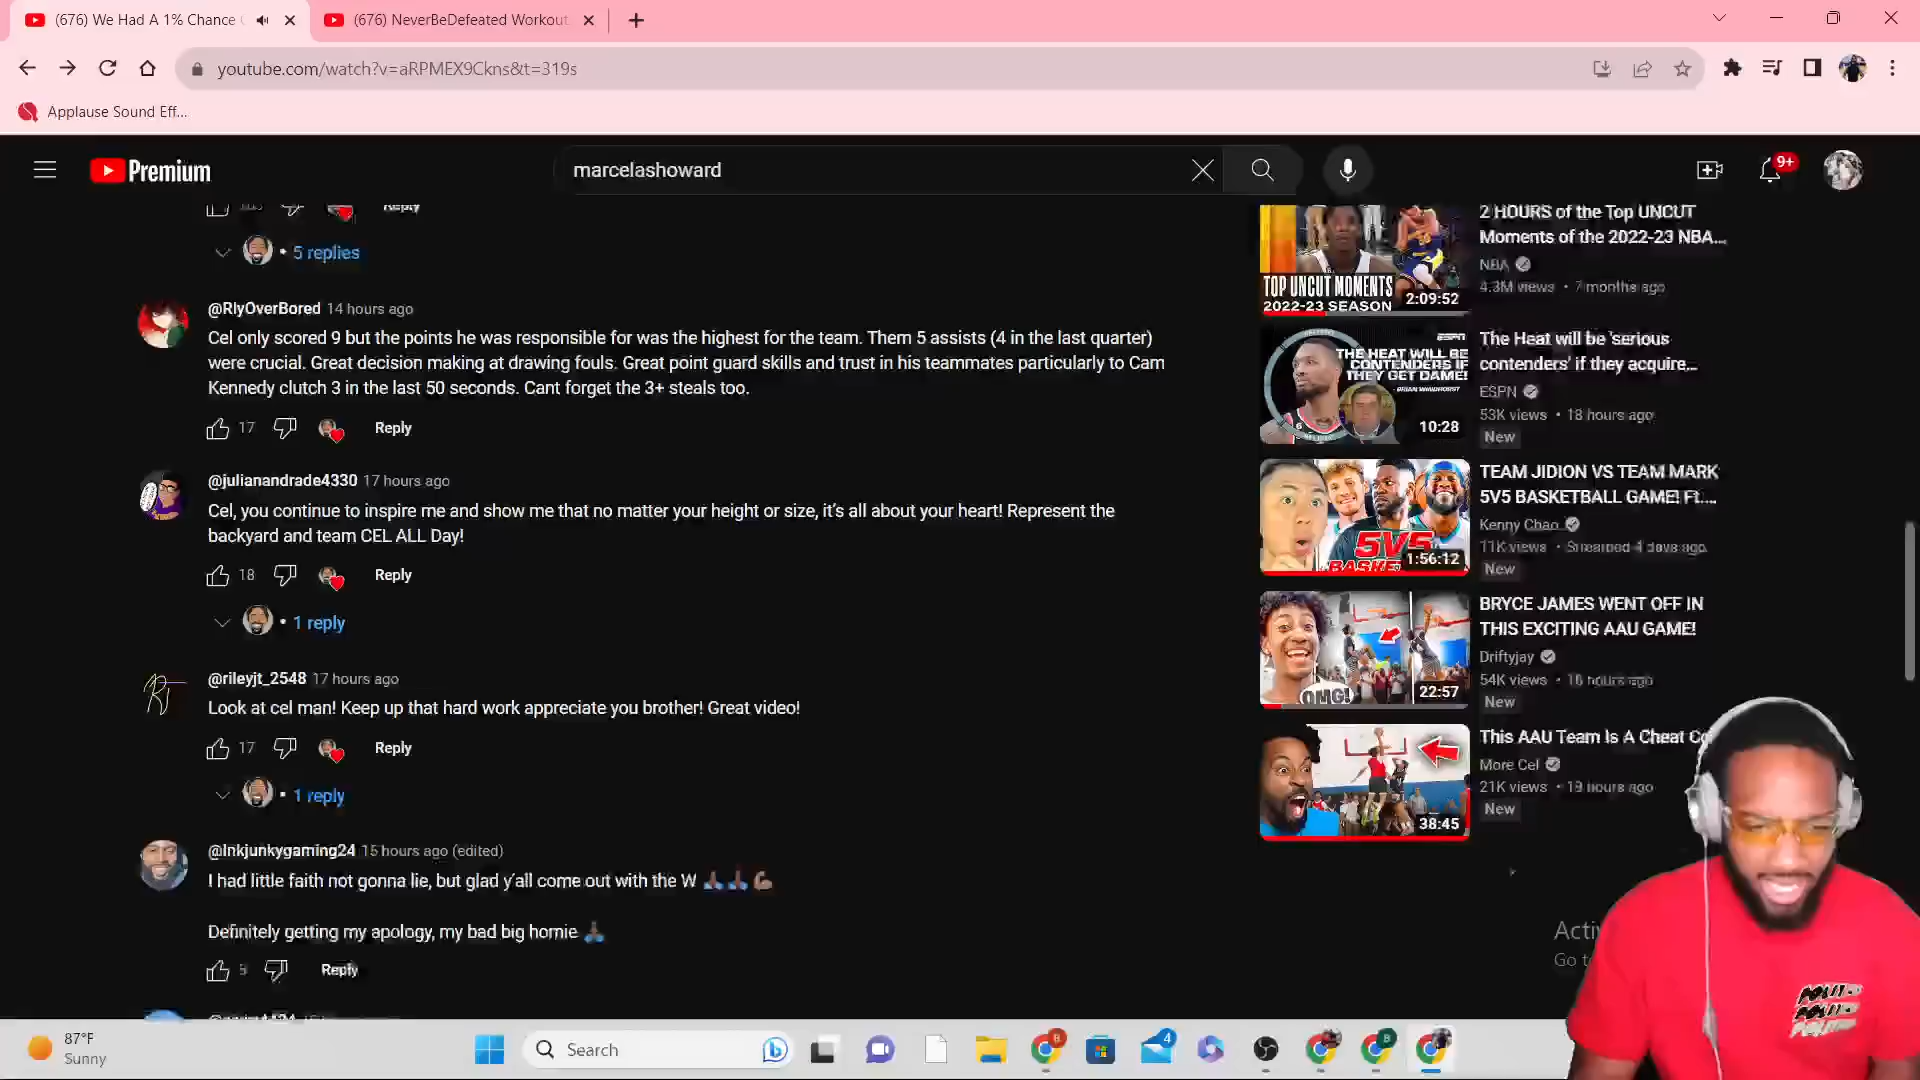 (676) We Had A 1% Chance
(676) NeverBeDefeated Workout
youtube.com/watch?v=aRPMEX9Ckns&t=319s
Applause Sound Eff...
Premium
marcelashoward
9+
Reply
5 replies
@RlyOverBored 14 hours ago
Cel only scored 9 but the points he was responsible for was the highest for the team. Them 5 assists (4 in the last quarter)
were crucial. Great decision making at drawing fouls. Great point guard skills and trust in his teammates particularly to Cam
Kennedy clutch 3 in the last 50 seconds. Cant forget the 3+ steals too.
17 Reply
@julianandrade4330 17 hours ago
Cel, you continue to inspire me and show me that no matter your height or size, it's all about your heart! Represent the
backyard and team CEL ALL Day!
18 Reply
1 reply
@rileyjt_2548 17 hours ago
Look at cel man! Keep up that hard work appreciate you brother! Great video!
17 Reply
1 reply
@Inkjunkygaming24 15 hours ago (edited)
I had little faith not gonna lie, but glad y'all come out with the W
Definitely getting my apology, my bad big homie
Reply
TOP UNCUT MOMENTS
2022-23 SEASON
2:09:52
2 HOURS of the Top UNCUT
Moments of the 2022-23 NBA...
NBA
4.3M views • 7 months ago
ESPN
THE HEAT WILL BE
CONTENDERS IF
THEY GET DAME!
- BRIAN WINDHORST
10:28
The Heat will be 'serious
contenders' if they acquire...
ESPN
53K views • 18 hours ago
New
5V5
1:56:12
TEAM JIDION VS TEAM MARK
5V5 BASKETBALL GAME! Ft....
Kenny Chao
11K views • Streamed 4 days ago
New
OMG!
22:57
BRYCE JAMES WENT OFF IN
THIS EXCITING AAU GAME!
Driftyjay
54K views • 16 hours ago
New
38:45
This AAU Team Is A Cheat Co
More Cel
21K views • 19 hours ago
New
Acti
Go t
POLITO
POLITO
POLITO
87°F
Sunny
Search
8
4
B